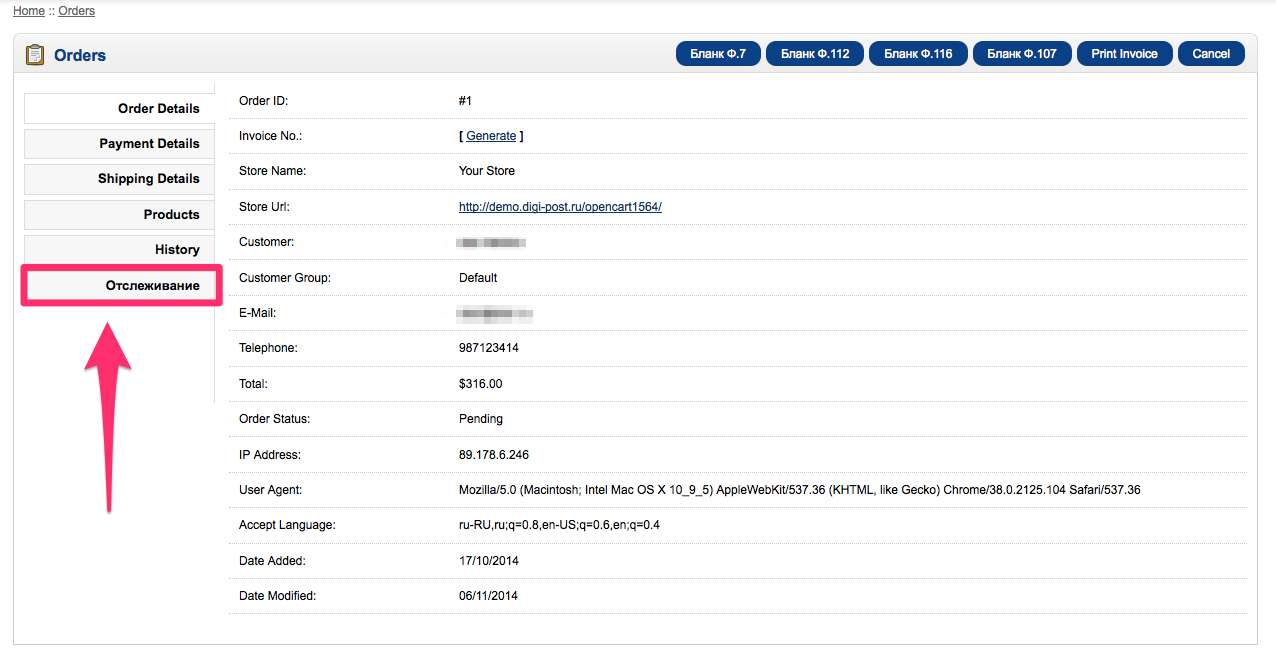 Home :: Orders
Orders
Бланк Ф.7 Бланк Ф.112 Бланк Ф.116 Бланк Ф.107 Print Invoice Cancel
Order Details
Payment Details
Shipping Details
Products
History
Отслеживание
Order ID: #1
Invoice No.: [ Generate ]
Store Name: Your Store
Store Url: http://demo.digi-post.ru/opencart1564/
Customer:
Customer Group: Default
E-Mail:
Telephone: 987123414
Total: $316.00
Order Status: Pending
IP Address: 89.178.6.246
User Agent: Mozilla/5.0 (Macintosh; Intel Mac OS X 10_9_5) AppleWebKit/537.36 (KHTML, like Gecko) Chrome/38.0.2125.104 Safari/537.36
Accept Language: ru-RU,ru;q=0.8,en-US;q=0.6,en;q=0.4
Date Added: 17/10/2014
Date Modified: 06/11/2014